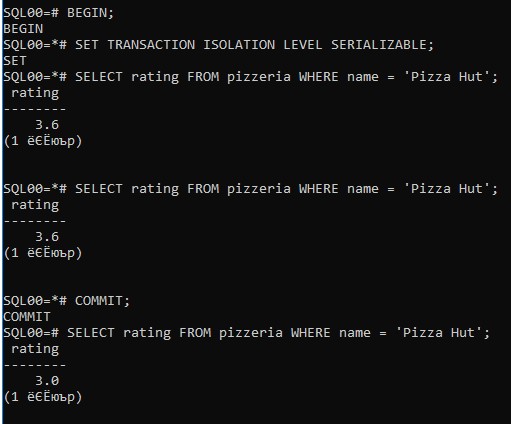 SQL00=# BEGIN;
BEGIN
SQL00=*# SET TRANSACTION ISOLATION LEVEL SERIALIZABLE;
SET
SQL00=*# SELECT rating FROM pizzeria WHERE name = 'Pizza Hut';
 rating
--------
    3.6
(1 ёЄЁюър)
SQL00=*# SELECT rating FROM pizzeria WHERE name = 'Pizza Hut';
 rating
--------
    3.6
(1 ёЄЁюър)
SQL00=*# COMMIT;
COMMIT
SQL00=# SELECT rating FROM pizzeria WHERE name = 'Pizza Hut';
 rating
--------
    3.0
(1 ёЄЁюър)